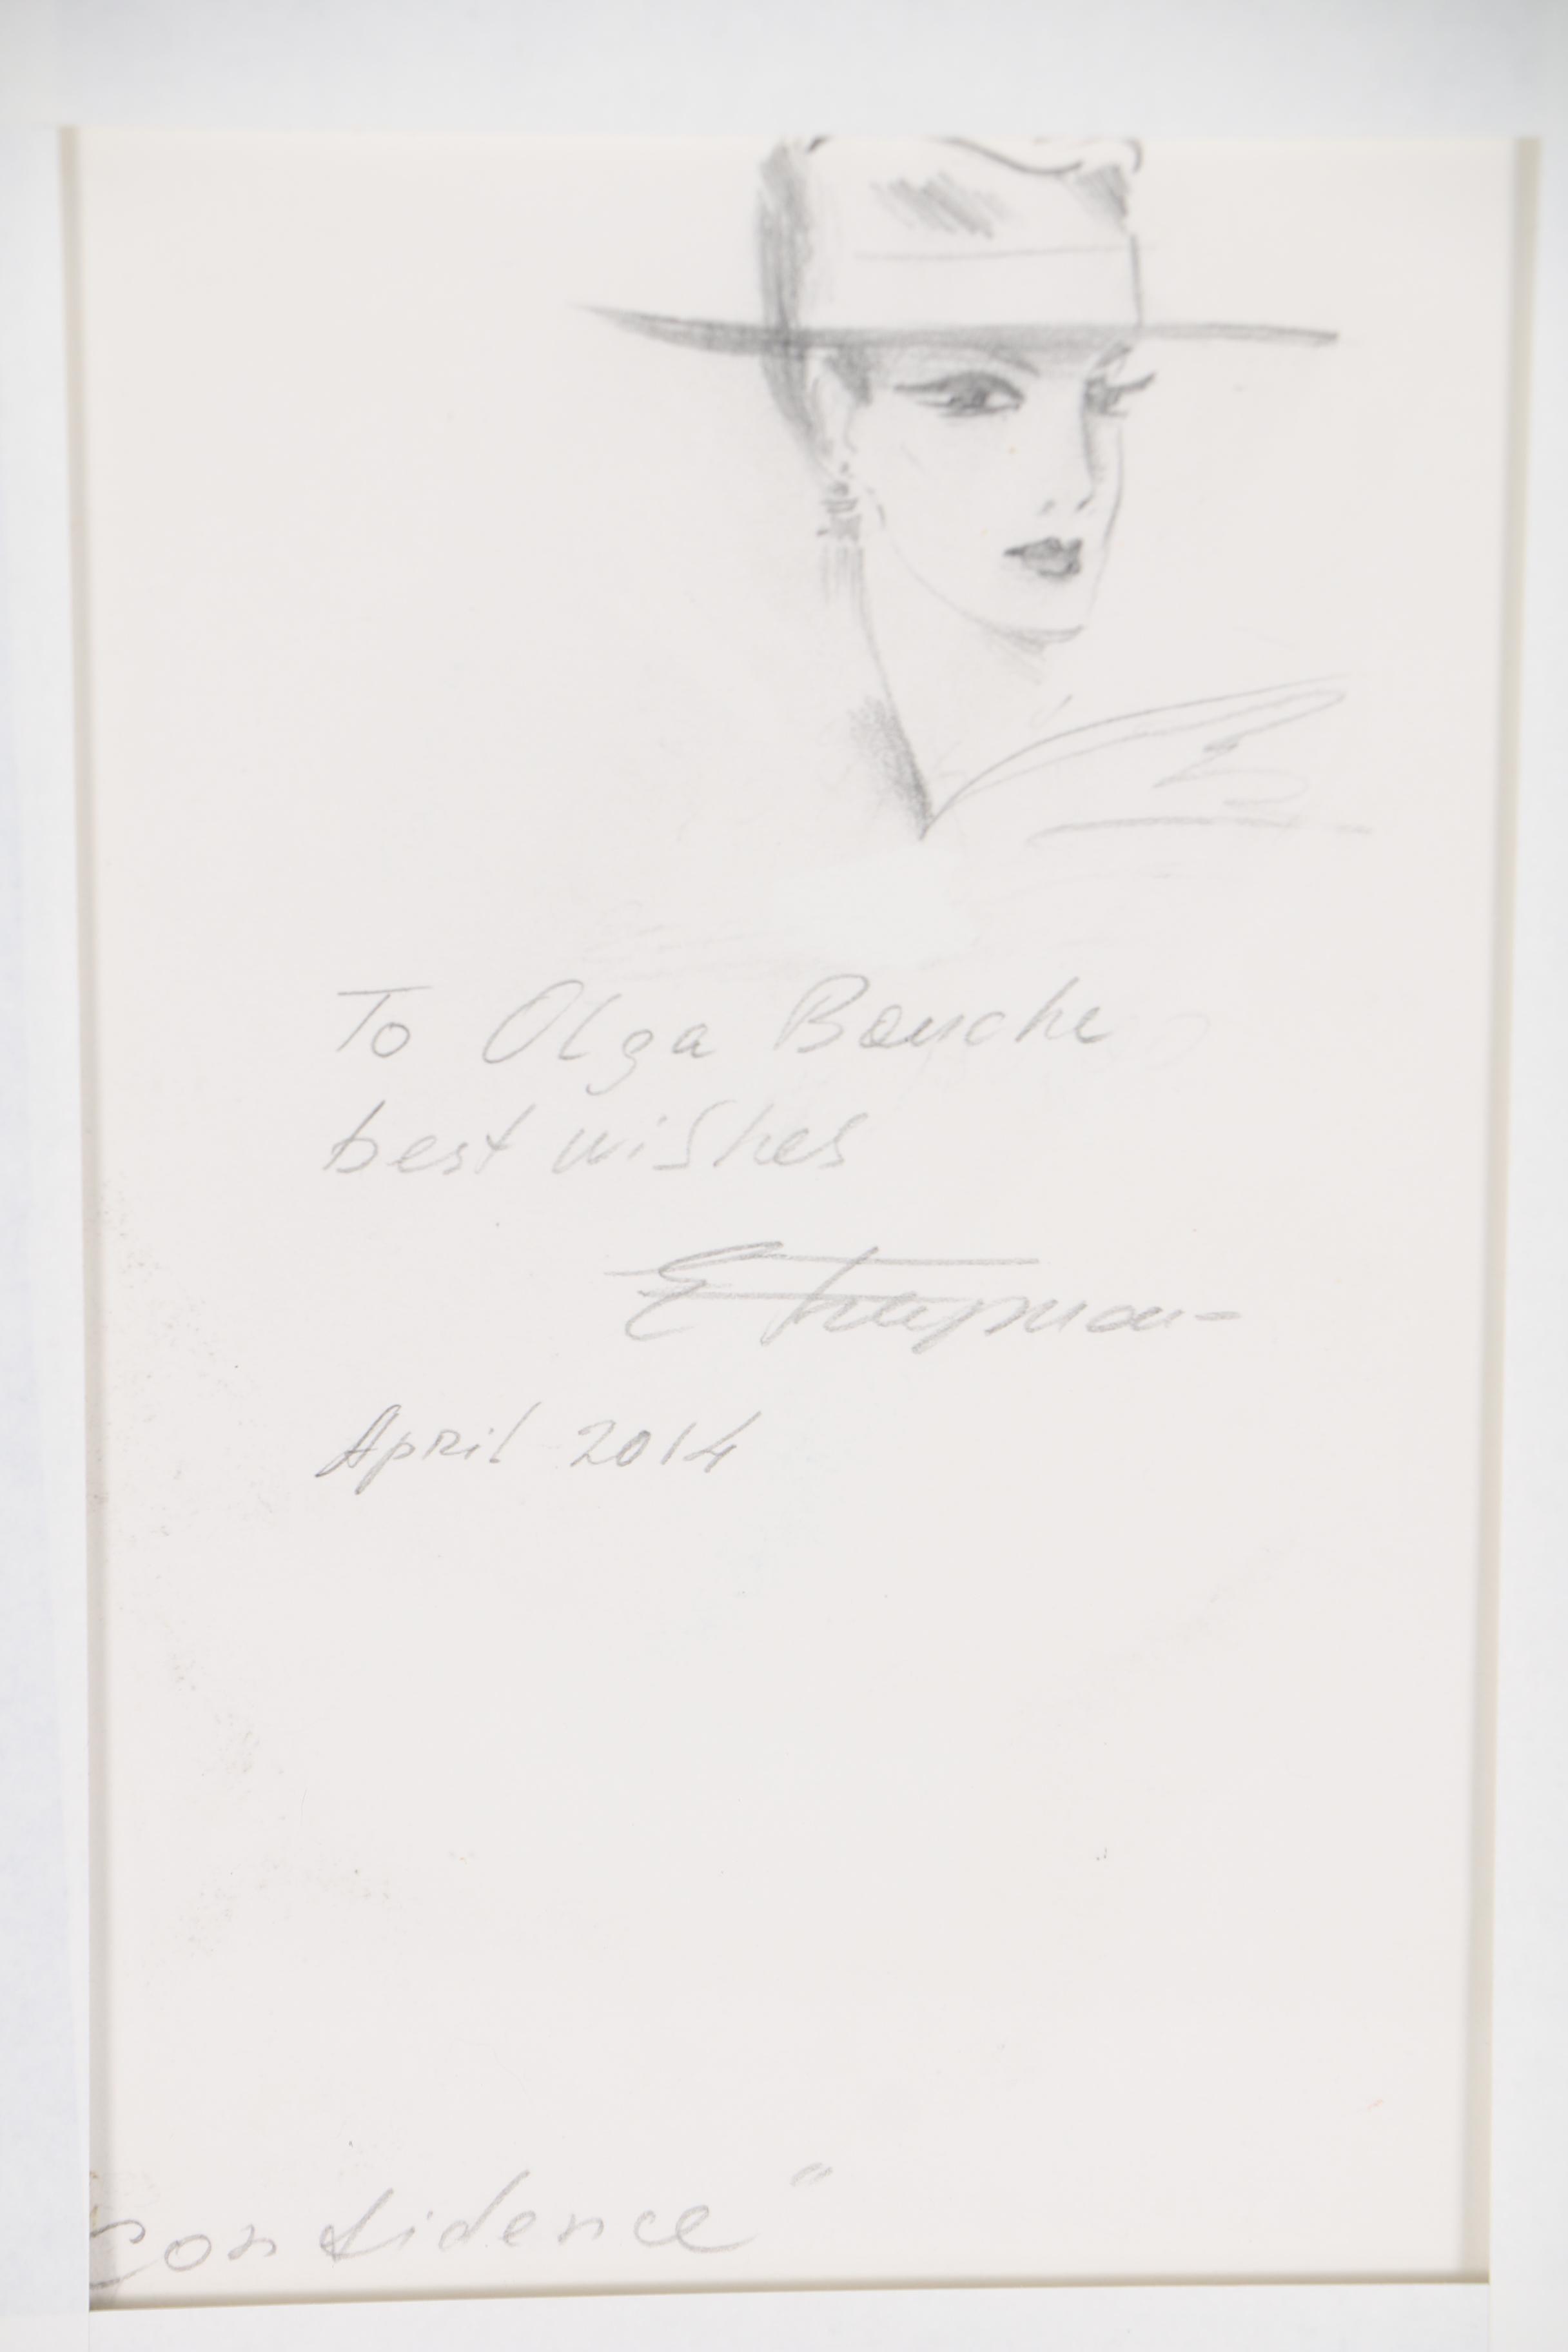 To Olga Bouche
best wishes
April 2014
Confidence"